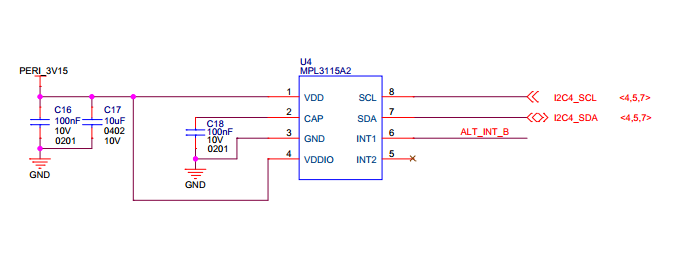 U4
MPL3115A2
PERI_3V15
1 VDD SCL 8 I2C4_SCL <4,5,7>
C16
100nF
10V
0201
C17
10uF
0402
10V
2 CAP SDA 7 I2C4_SDA <4,5,7>
C18
100nF
10V
0201
3 GND INT1 6 ALT_INT_B
4 VDDIO INT2 5
GND
GND